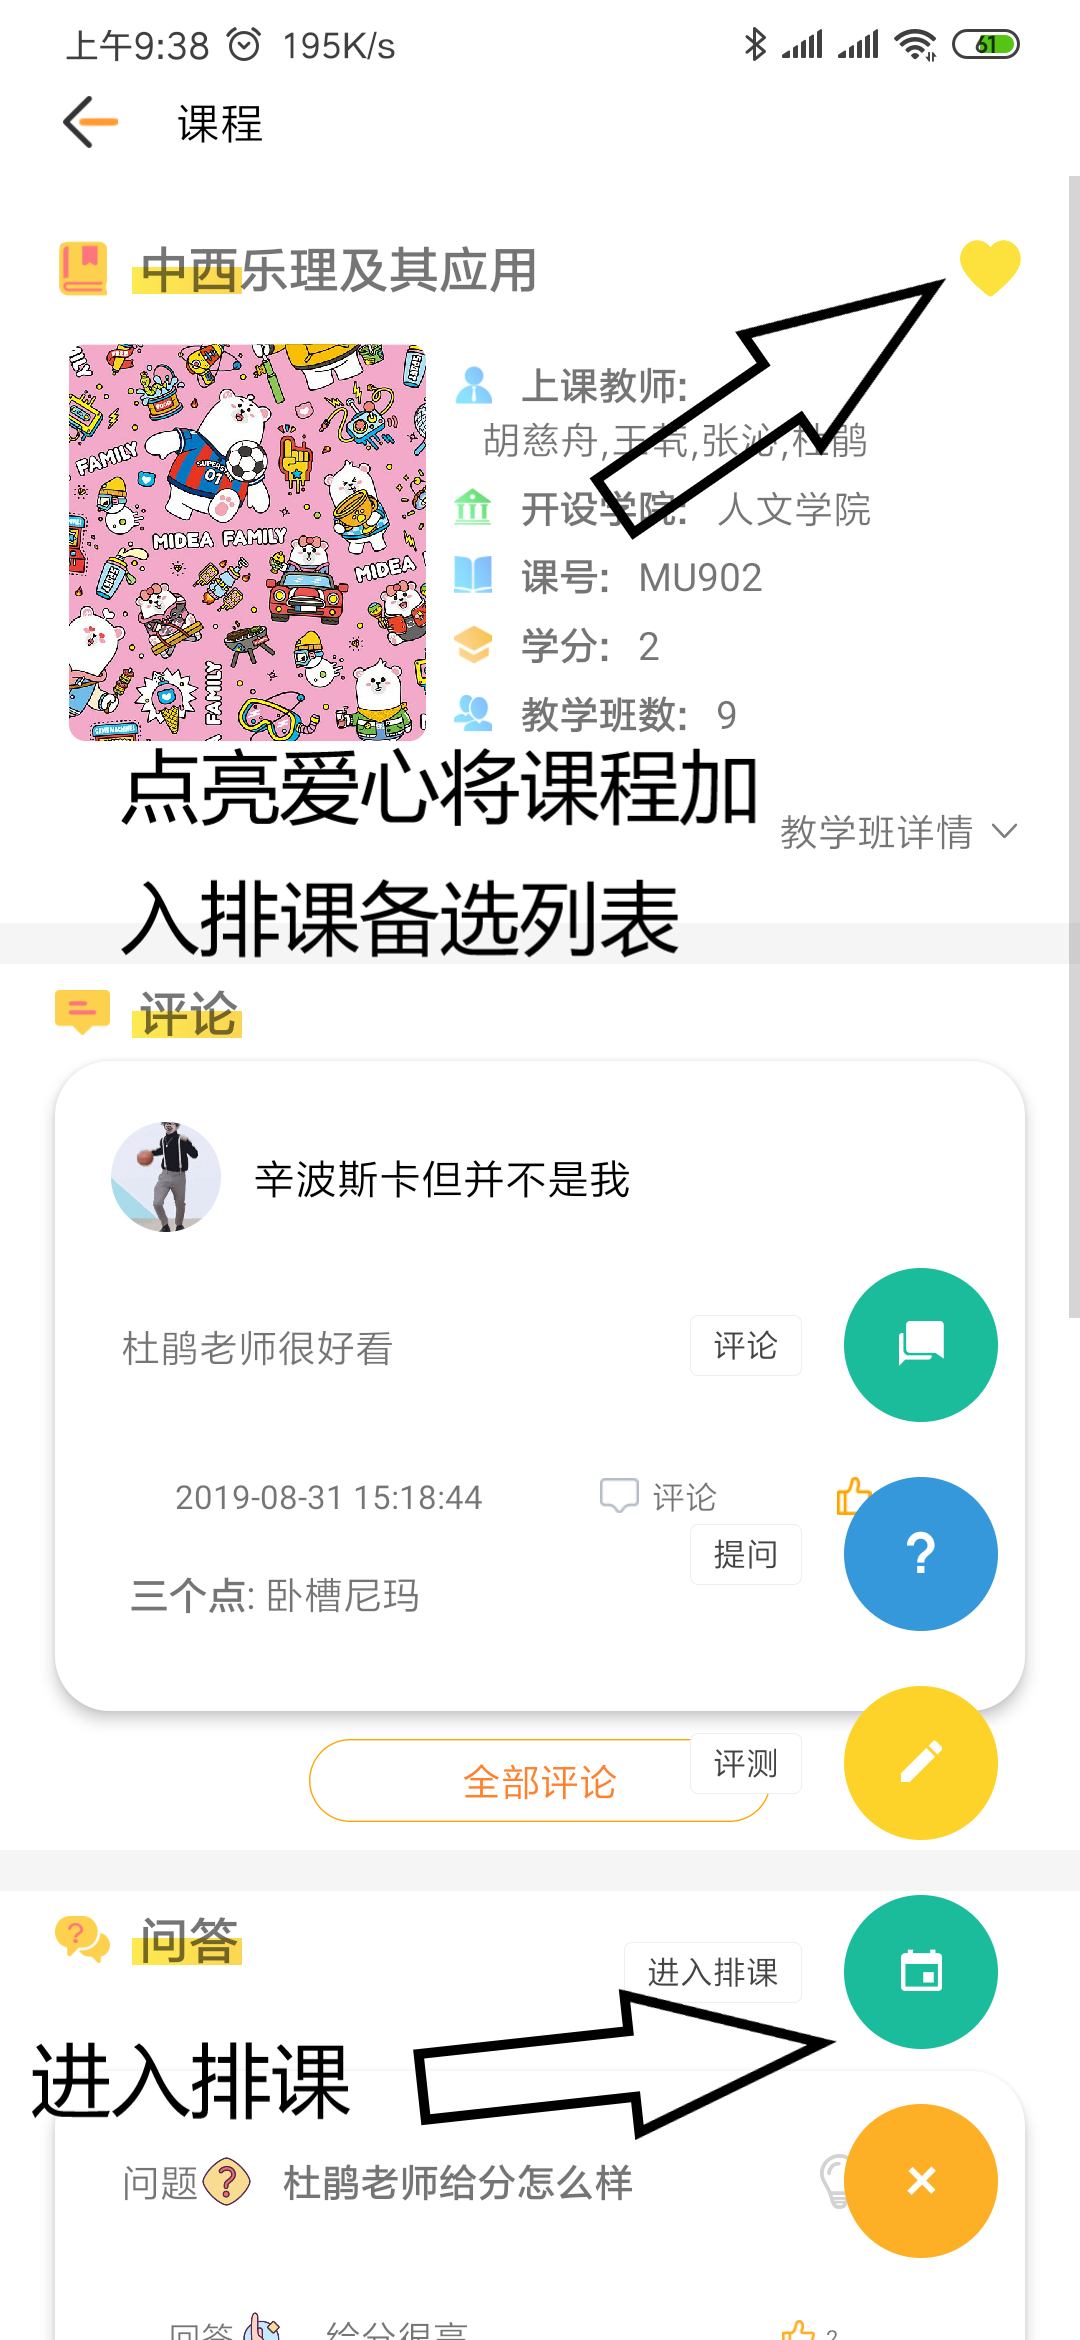 上午9:38 195K/s 61
课程
中西乐理及其应用
上课教师:
胡慈舟,王茕,张沁,杜鹃
开设学院: 人文学院
课号: MU902
学分: 2
教学班数: 9
FAMILY
SUPER
01
MIDEA FAMILY
MIDEA
FAMILY
点亮爱心将课程加
教学班详情
入排课备选列表
评论
辛波斯卡但并不是我
杜鹃老师很好看
评论
2019-08-31 15:18:44 评论
提问
三个点: 卧槽尼玛
评测
全部评论
问答
进入排课
进入排课
问题 杜鹃老师给分怎么样
回答 给分很高 2